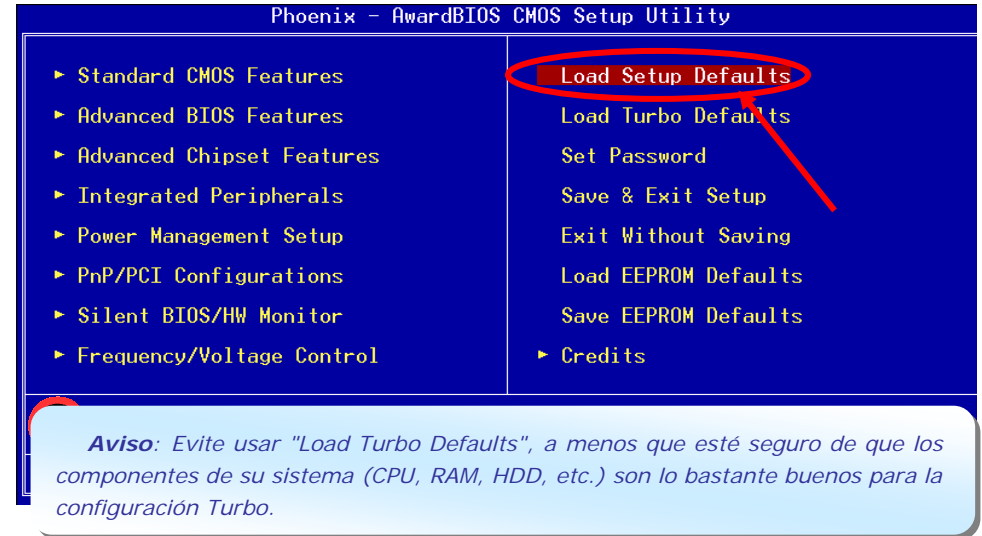 Phoenix - AwardBIOS CMOS Setup Utility
► Standard CMOS Features
► Advanced BIOS Features
► Advanced Chipset Features
► Integrated Peripherals
► Power Management Setup
► PnP/PCI Configurations
► Silent BIOS/HW Monitor
► Frequency/Voltage Control
Load Setup Defaults
Load Turbo Defaults
Set Password
Save & Exit Setup
Exit Without Saving
Load EEPROM Defaults
Save EEPROM Defaults
► Credits
Aviso: Evite usar "Load Turbo Defaults", a menos que esté seguro de que los
componentes de su sistema (CPU, RAM, HDD, etc.) son lo bastante buenos para la
configuración Turbo.